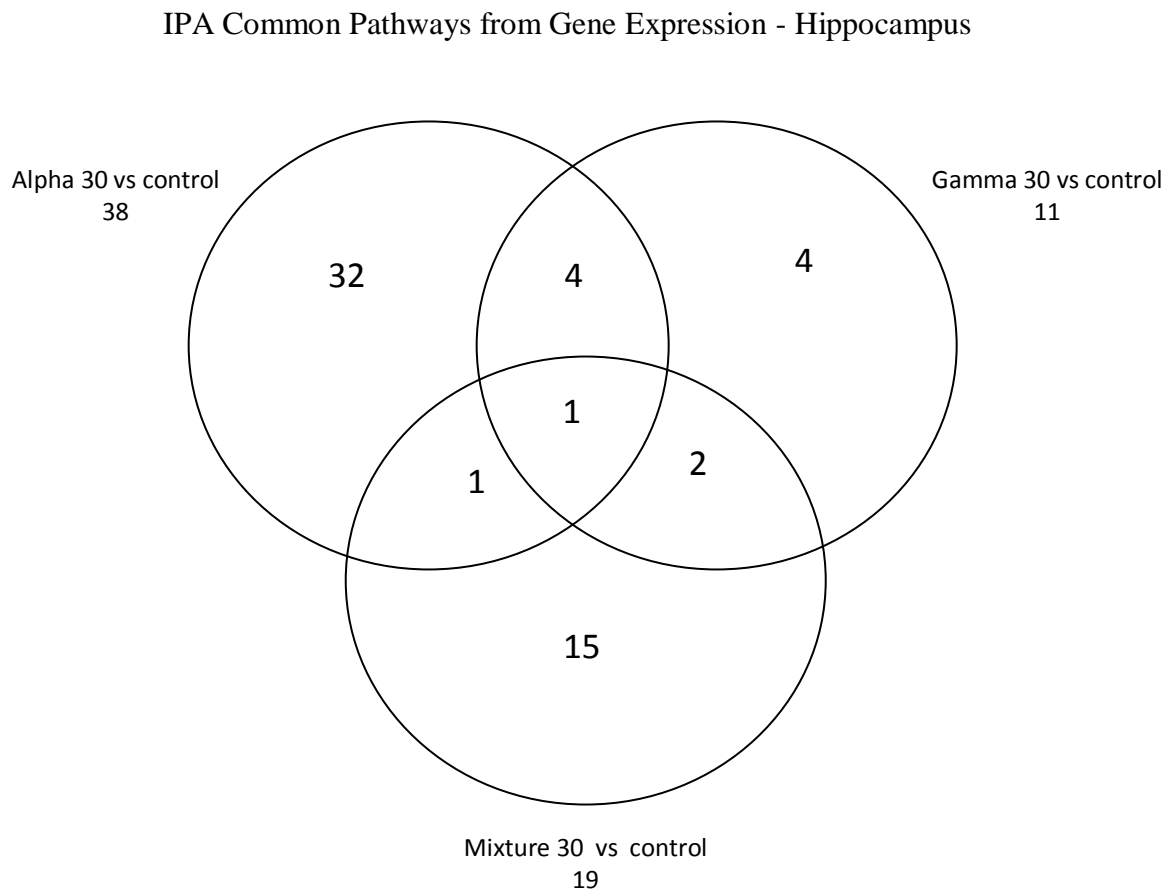 IPA Common Pathways from Gene Expression - Hippocampus
Alpha 30 vs control
38
Gamma 30 vs control
11
32
4
4
1
1
2
15
Mixture 30 vs control
19